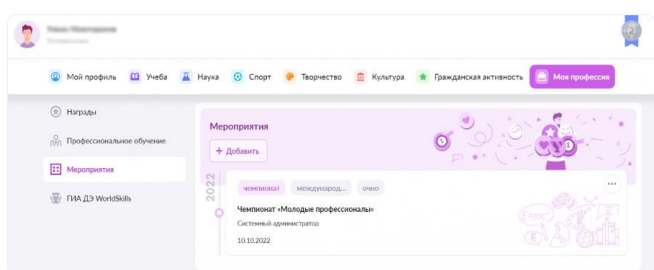 Мой профиль
Учеба
Наука
Спорт
Творчество
Культура
Гражданская активность
Моя профессия
Награды
Профессиональное обучение
Мероприятия
ПИА ДЭ WorldSkills
Мероприятия
+ Добавить
2022
чемпионат
международ...
очно
Чемпионат «Молодые профессионалы»
Системный администратор
10.10.2022